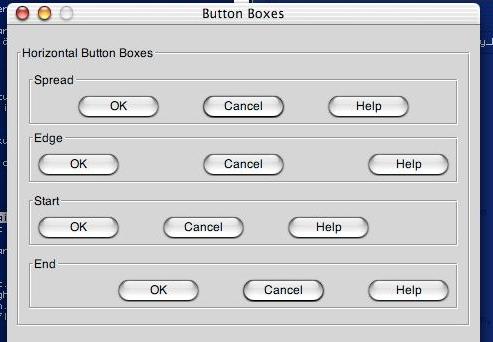 Button Boxes
Horizontal Button Boxes
Spread
OK Cancel Help
Edge
OK Cancel Help
Start
OK Cancel Help
End
OK Cancel Help